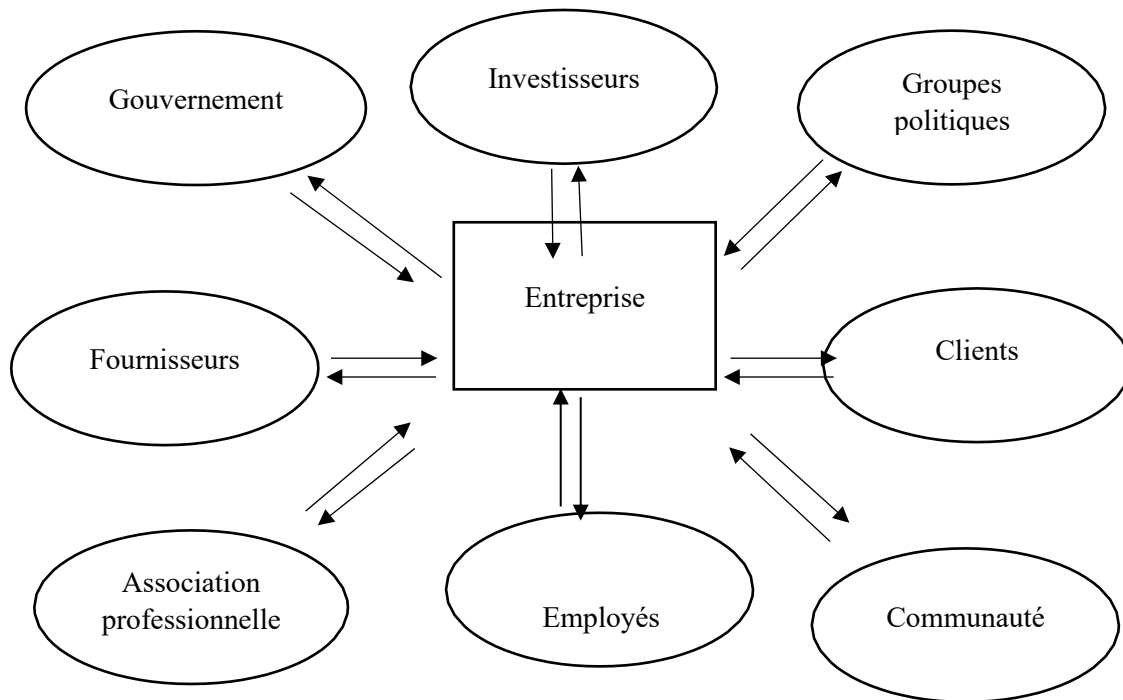 Gouvernement
Investisseurs
Groupes
politiques
Entreprise
Fournisseurs
Clients
Association
professionnelle
Employés
Communauté